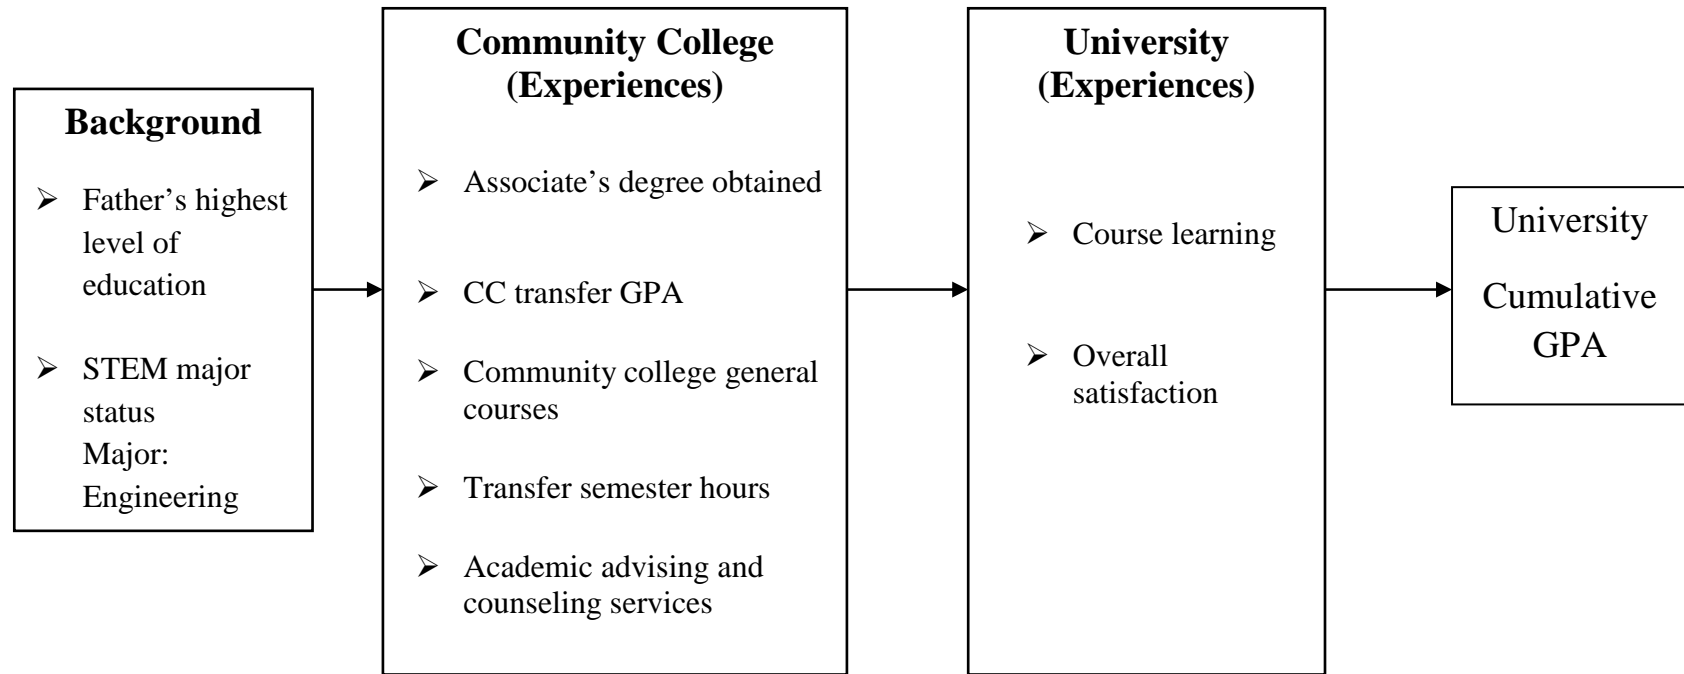 Background
➢ Father’s highest
level of
education
➢ STEM major
status
Major:
Engineering
Community College
(Experiences)
➢ Associate’s degree obtained
➢ CC transfer GPA
➢ Community college general
courses
➢ Transfer semester hours
➢ Academic advising and
counseling services
University
(Experiences)
➢ Course learning
➢ Overall
satisfaction
University
Cumulative
GPA